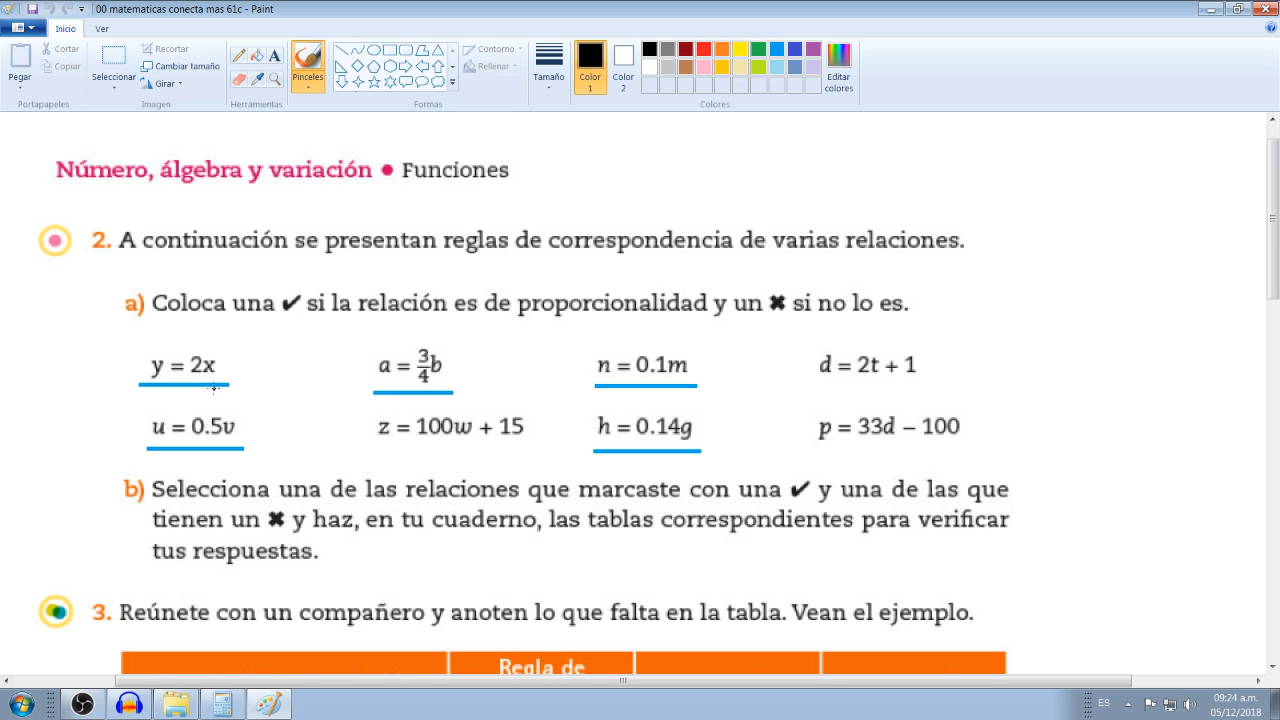 00 matematicas conecta mas 61c - Paint
Inicio
Ver
Pegar
Cortar
Copiar
Portapapeles
Seleccionar
Recortar
Cambiar tamaño
Girar
Imagen
Herramientas
Pinceles
Contorno
Rellenar
Formas
Tamaño
Color 1
Color 2
Editar colores
Colores
Número, álgebra y variación • Funciones
2. A continuación se presentan reglas de correspondencia de varias relaciones.
a) Coloca una ✔ si la relación es de proporcionalidad y un ✖ si no lo es.
y = 2x a = 3/4 b n = 0.1m d = 2t + 1
u = 0.5v z = 100w + 15 h = 0.14g p = 33d – 100
b) Selecciona una de las relaciones que marcaste con una ✔ y una de las que
tienen un ✖ y haz, en tu cuaderno, las tablas correspondientes para verificar
tus respuestas.
3. Reúnete con un compañero y anoten lo que falta en la tabla. Vean el ejemplo.
Regla de
ES
09:24 a.m.
05/12/2018